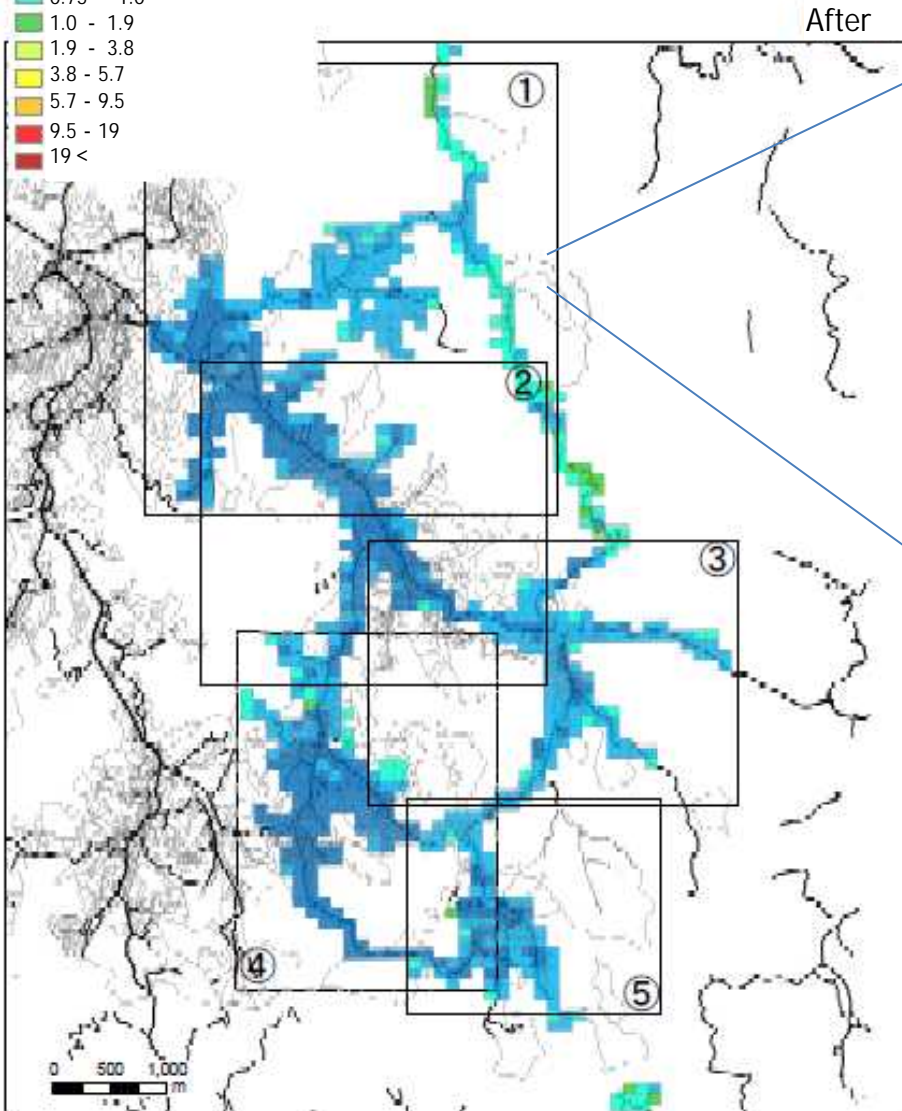 After
1.0 - 1.9
1.9 - 3.8
3.8 - 5.7
5.7 - 9.5
9.5 - 19
19 <
①
②
③
④
⑤
0 500 1,000
m